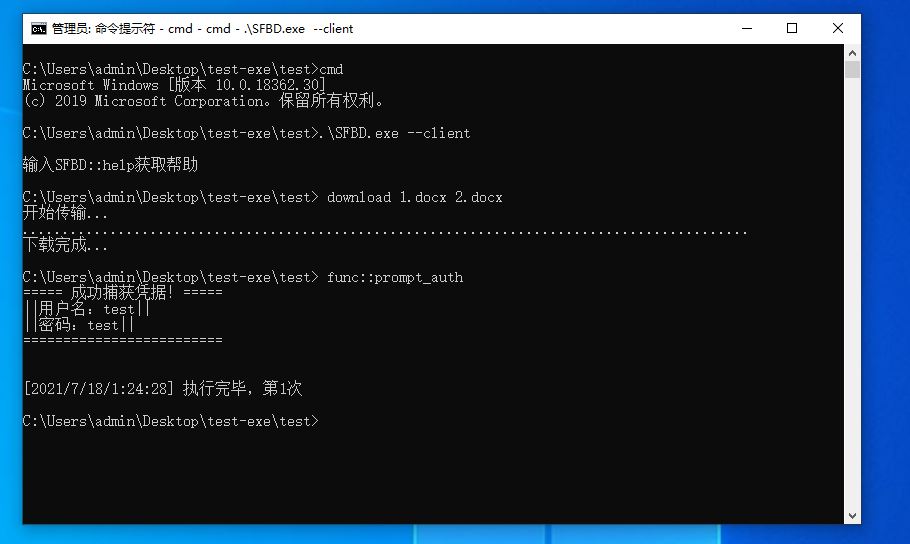 管理员: 命令提示符 - cmd - cmd - .\SFBD.exe --client
C:\Users\admin\Desktop\test-exe\test>cmd
Microsoft Windows [版本 10.0.18362.30]
(c) 2019 Microsoft Corporation。保留所有权利。
C:\Users\admin\Desktop\test-exe\test>.\SFBD.exe --client
输入SFBD::help获取帮助
C:\Users\admin\Desktop\test-exe\test> download 1.docx 2.docx
开始传输...
...........................................................................................
下载完成...
C:\Users\admin\Desktop\test-exe\test> func::prompt_auth
===== 成功捕获凭据! =====
||用户名: test||
||密码: test||
=========================
[2021/7/18/1:24:28] 执行完毕, 第1次
C:\Users\admin\Desktop\test-exe\test>